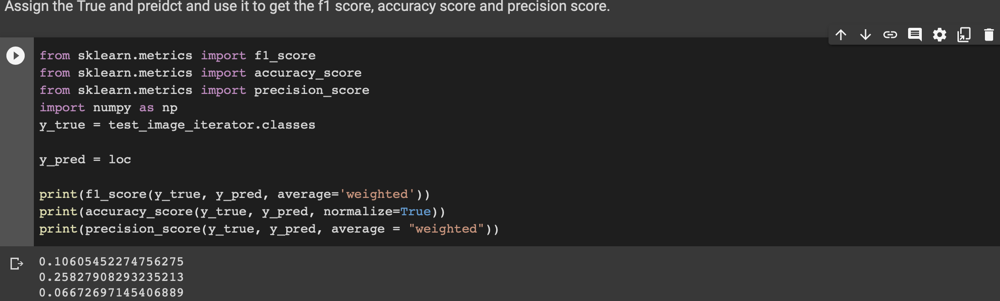 Assign the True and preidct and use it to get the f1 score, accuracy score and precision score.
from sklearn.metrics import f1_score
from sklearn.metrics import accuracy_score
from sklearn.metrics import precision_score
import numpy as np
y_true = test_image_iterator.classes
y_pred = loc
print(f1_score(y_true, y_pred, average='weighted'))
print(accuracy_score(y_true, y_pred, normalize=True))
print(precision_score(y_true, y_pred, average = "weighted"))
0.10605452274756275
0.25827908293235213
0.06672697145406889